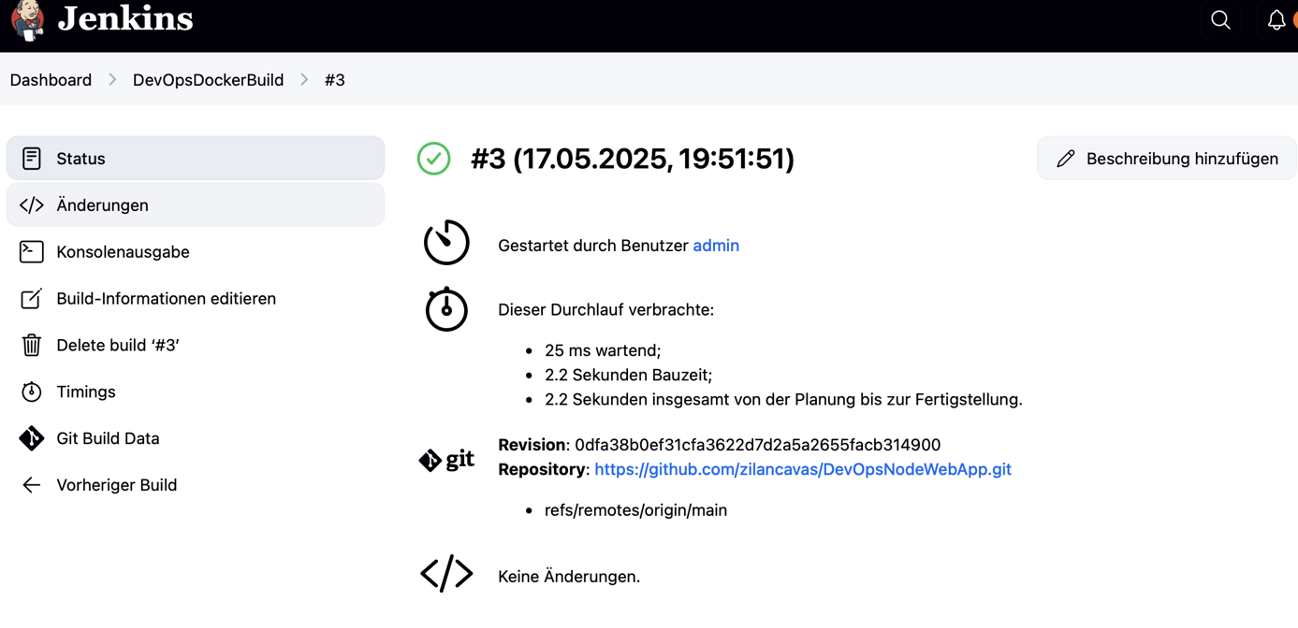 Jenkins
Dashboard > DevOpsDockerBuild > #3
Status
Änderungen
Konsolenausgabe
Build-Informationen editieren
Delete build ‘#3’
Timings
Git Build Data
Vorheriger Build
#3 (17.05.2025, 19:51:51)
Beschreibung hinzufügen
Gestartet durch Benutzer admin
Dieser Durchlauf verbrachte:
• 25 ms wartend;
• 2.2 Sekunden Bauzeit;
• 2.2 Sekunden insgesamt von der Planung bis zur Fertigstellung.
git
Revision: 0dfa38b0ef31cfa3622d7d2a5a2655facb314900
Repository: https://github.com/zilancavas/DevOpsNodeWebApp.git
• refs/remotes/origin/main
Keine Änderungen.